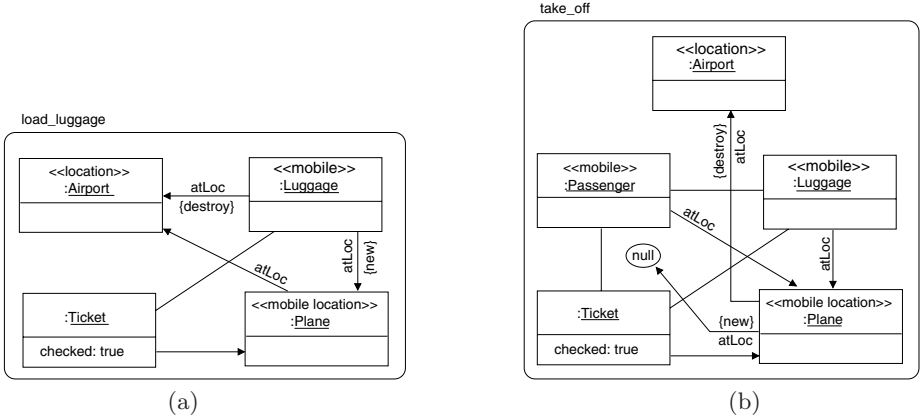 load_luggage
<<location>>
:Airport
atLoc
{destroy}
<<mobile>>
:Luggage
atLoc
{new}
atLoc
:Ticket
checked: true
<<mobile location>>
:Plane
(a)
take_off
<<location>>
:Airport
{destroy}
atLoc
<<mobile>>
:Passenger
<<mobile>>
:Luggage
atLoc
atLoc
null
:Ticket
checked: true
{new}
atLoc
<<mobile location>>
:Plane
(b)